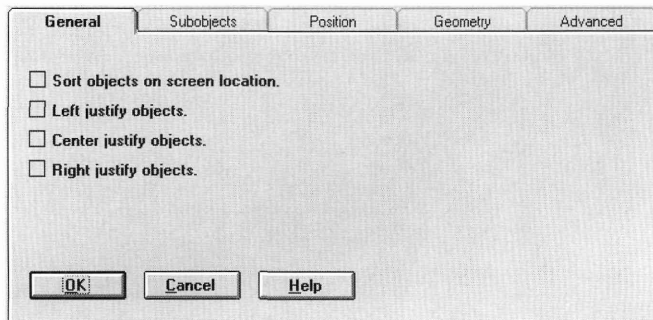 General Subobjects Position Geometry Advanced
Sort objects on screen location.
Left justify objects.
Center justify objects.
Right justify objects.
OK Cancel Help